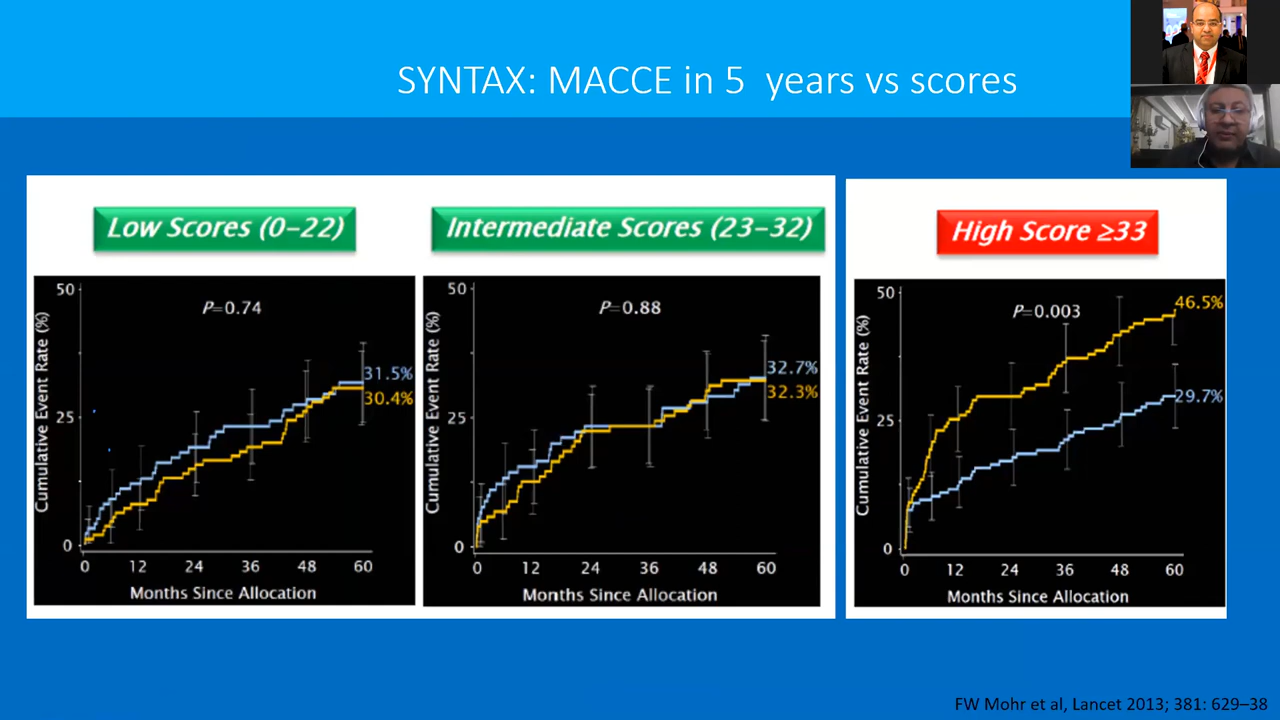 SYNTAX: MACCE in 5 years vs scores
Low Scores (0-22)
Cumulative Event Rate (%)
50
25
0
P=0.74
31.5%
30.4%
0 12 24 36 48 60
Months Since Allocation
Intermediate Scores (23-32)
Cumulative Event Rate (%)
50
25
0
P=0.88
32.7%
32.3%
0 12 24 36 48 60
Months Since Allocation
High Score ≥33
Cumulative Event Rate (%)
50
25
0
P=0.003
46.5%
29.7%
0 12 24 36 48 60
Months Since Allocation
FW Mohr et al, Lancet 2013; 381: 629–38